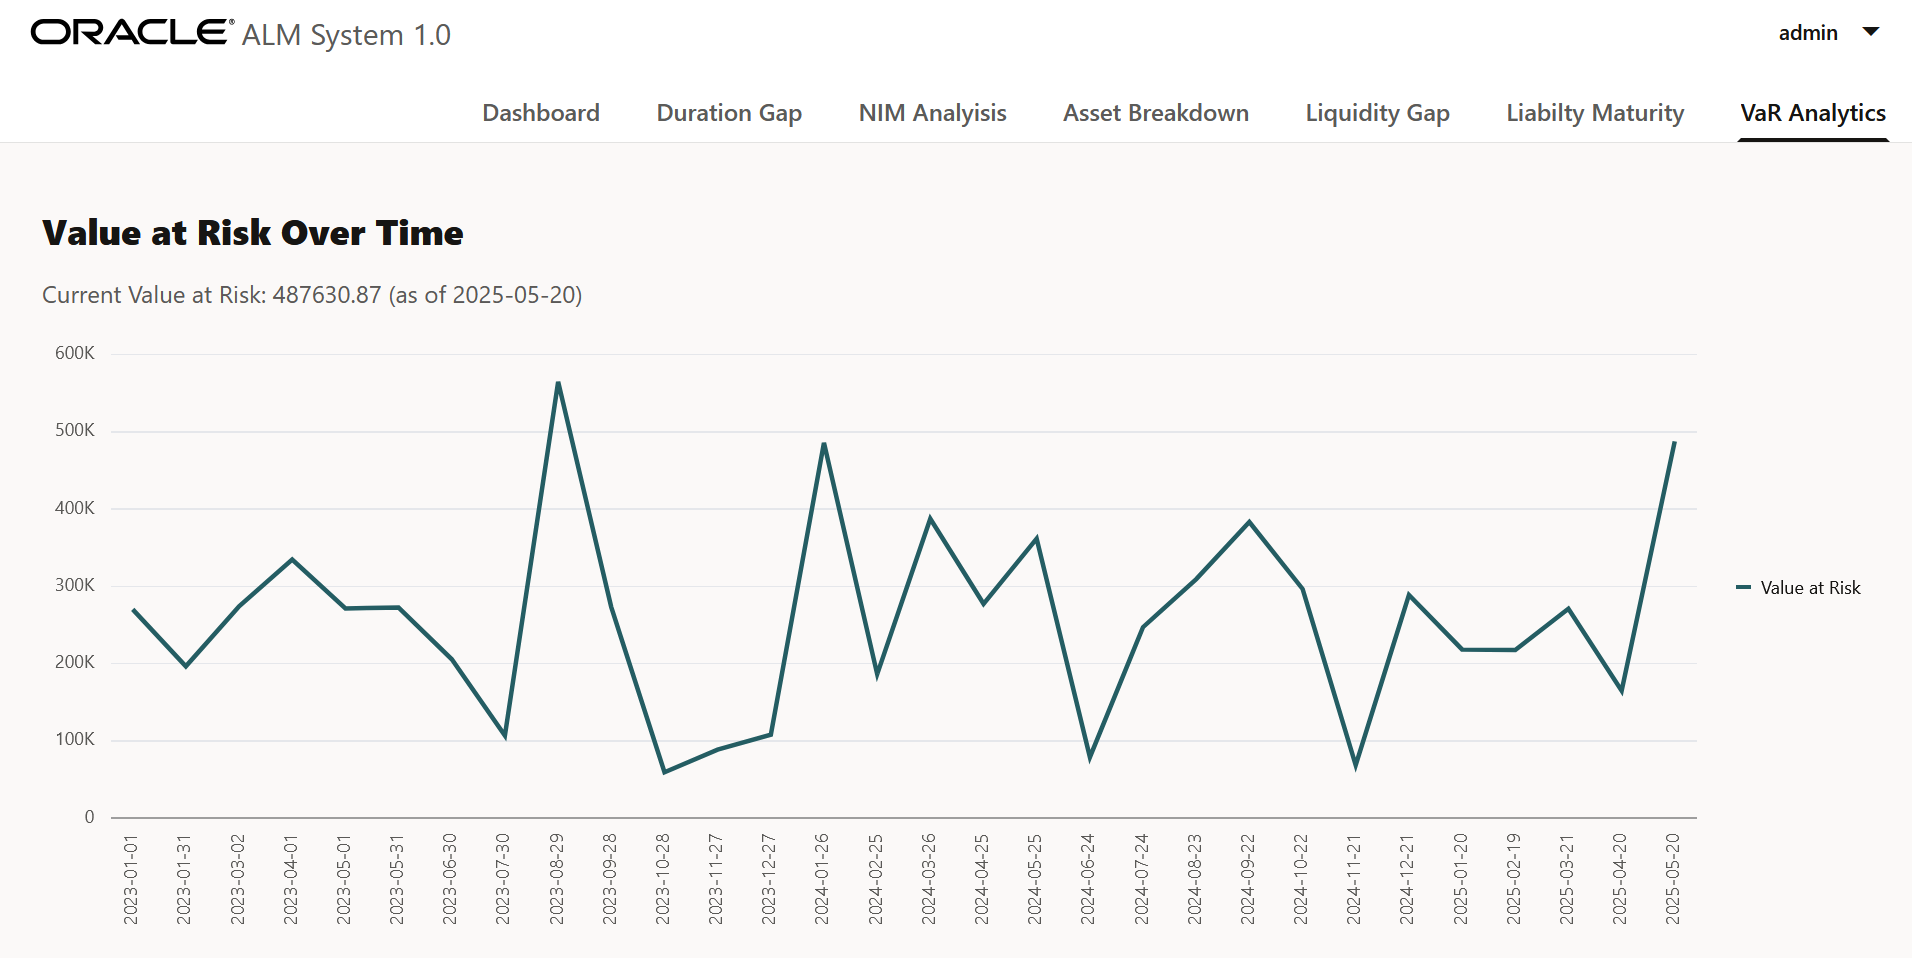 ORACLE® ALM System 1.0
admin
Dashboard
Duration Gap
NIM Analyisis
Asset Breakdown
Liquidity Gap
Liabilty Maturity
VaR Analytics
Value at Risk Over Time
Current Value at Risk: 487630.87 (as of 2025-05-20)
600K
500K
400K
300K
200K
100K
0
Value at Risk
2023-01-01
2023-01-31
2023-03-02
2023-04-01
2023-05-01
2023-05-31
2023-06-30
2023-07-30
2023-08-29
2023-09-28
2023-10-28
2023-11-27
2023-12-27
2024-01-26
2024-02-25
2024-03-26
2024-04-25
2024-05-25
2024-06-24
2024-07-24
2024-08-23
2024-09-22
2024-10-22
2024-11-21
2024-12-21
2025-01-20
2025-02-19
2025-03-21
2025-04-20
2025-05-20